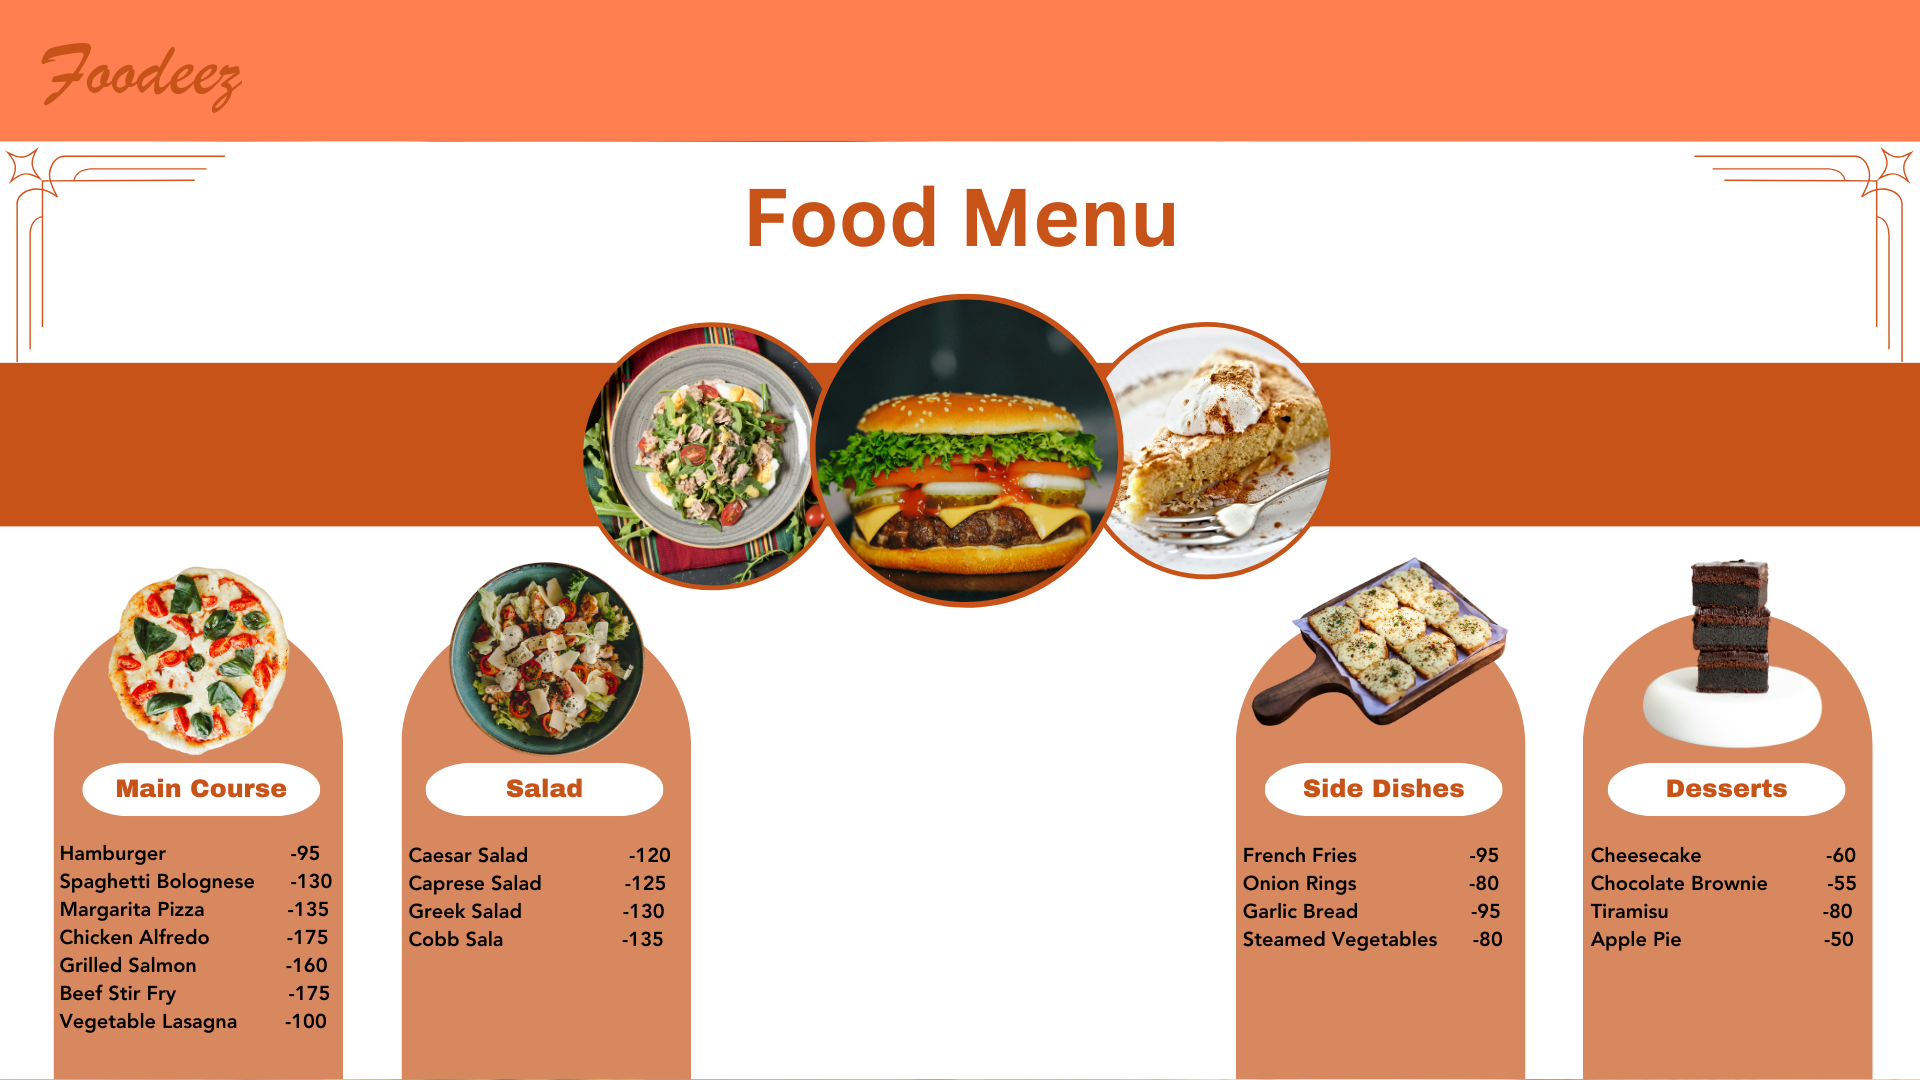 Foodeez
Food Menu
Main Course
Hamburger -95
Spaghetti Bolognese -130
Margarita Pizza -135
Chicken Alfredo -175
Grilled Salmon -160
Beef Stir Fry -175
Vegetable Lasagna -100
Salad
Caesar Salad -120
Caprese Salad -125
Greek Salad -130
Cobb Sala -135
Side Dishes
French Fries -95
Onion Rings -80
Garlic Bread -95
Steamed Vegetables -80
Desserts
Cheesecake -60
Chocolate Brownie -55
Tiramisu -80
Apple Pie -50